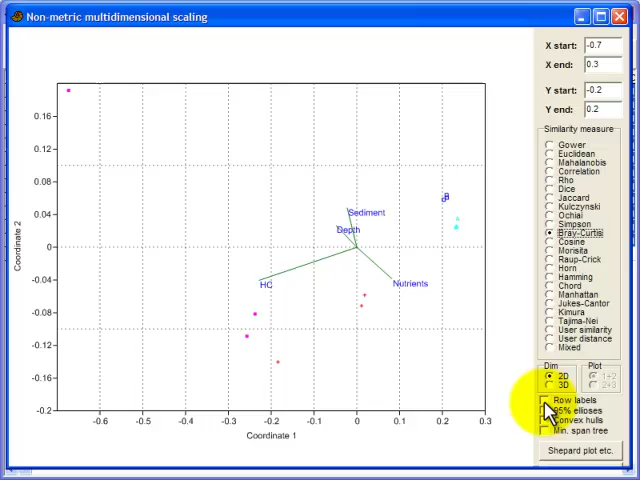 Non-metric multidimensional scaling
X start: -0.7
X end: 0.3
Y start: -0.2
Y end: 0.2
Similarity measure
Gower
Euclidean
Mahalanobis
Correlation
Rho
Dice
Jaccard
Kulczynski
Ochiai
Simpson
Bray-Curtis
Cosine
Morisita
Raup-Crick
Horn
Hamming
Chord
Manhattan
Jukes-Cantor
Kimura
Tajima-Nei
User similarity
User distance
Mixed
Dim
2D
3D
Plot
1+2
2+3
Row labels
95% ellipses
Convex hulls
Min. span tree
Shepard plot etc.
0.16
0.12
0.08
0.04
0
-0.04
-0.08
-0.12
-0.16
-0.2
Coordinate 2
Sediment
Depth
HC
Nutrients
-0.6 -0.5 -0.4 -0.3 -0.2 -0.1 0 0.1 0.2 0.3
Coordinate 1